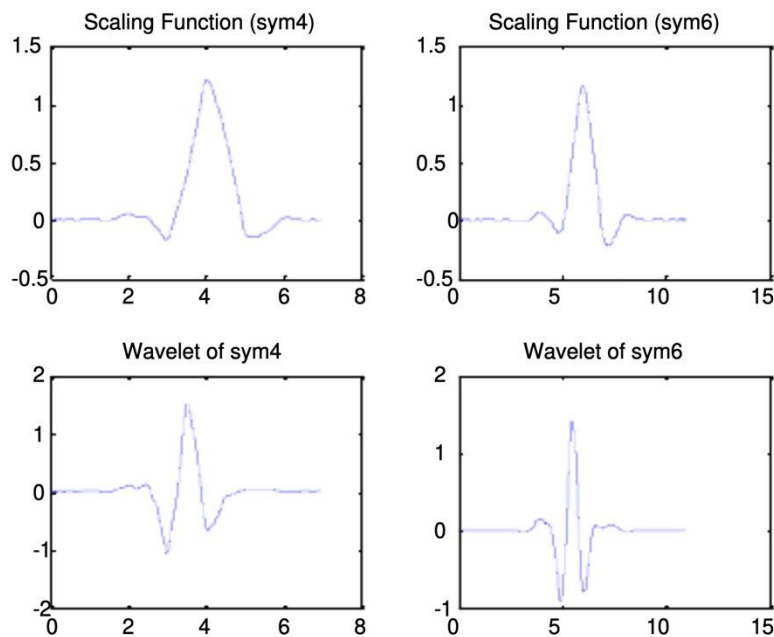 Scaling Function (sym4)
1.5
1
0.5
0
-0.5
0 2 4 6 8
Scaling Function (sym6)
1.5
1
0.5
0
-0.5
0 5 10 15
Wavelet of sym4
2
1
0
-1
-2
0 2 4 6 8
Wavelet of sym6
2
1
0
-1
0 5 10 15